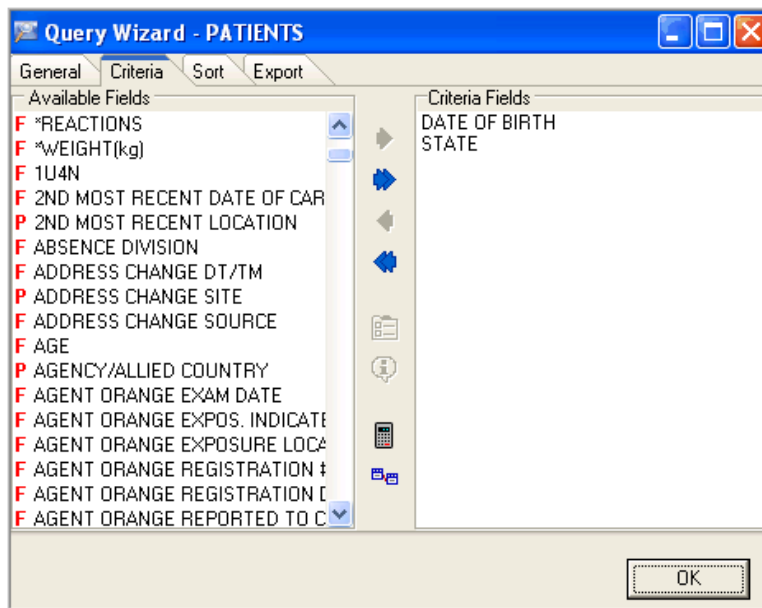 Query Wizard - PATIENTS
General Criteria Sort Export
Available Fields
F *REACTIONS
F *WEIGHT(kg)
F 1U4N
F 2ND MOST RECENT DATE OF CAR
P 2ND MOST RECENT LOCATION
F ABSENCE DIVISION
F ADDRESS CHANGE DT/TM
P ADDRESS CHANGE SITE
F ADDRESS CHANGE SOURCE
F AGE
P AGENCY/ALLIED COUNTRY
F AGENT ORANGE EXAM DATE
F AGENT ORANGE EXPOS. INDICATE
F AGENT ORANGE EXPOSURE LOCA
F AGENT ORANGE REGISTRATION #
F AGENT ORANGE REGISTRATION D
F AGENT ORANGE REPORTED TO C
Criteria Fields
DATE OF BIRTH
STATE
OK